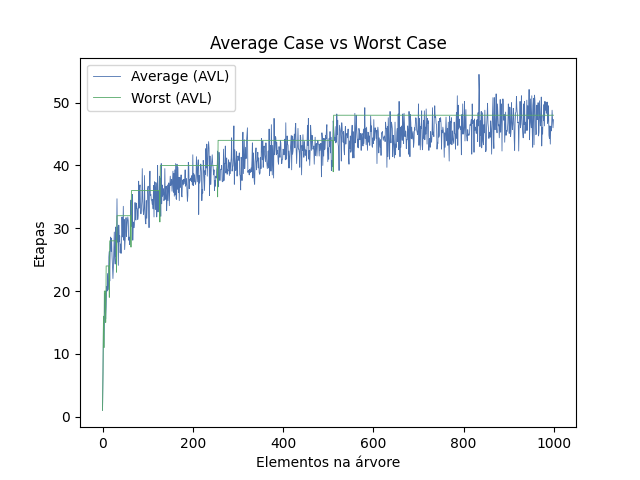 Average Case vs Worst Case
Average (AVL)
Worst (AVL)
50
40
30
20
10
0
Etapas
0 200 400 600 800 1000
Elementos na árvore